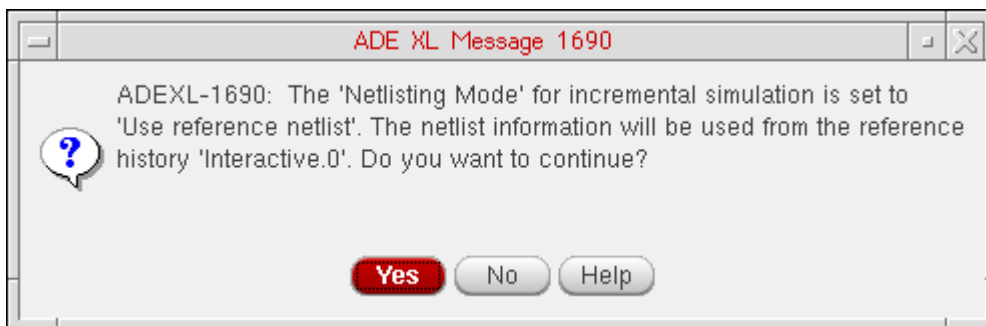 ADE XL Message 1690
ADEXL-1690:  The 'Netlisting Mode' for incremental simulation is set to
'Use reference netlist'. The netlist information will be used from the reference
history 'Interactive.0'. Do you want to continue?
?
Yes No Help